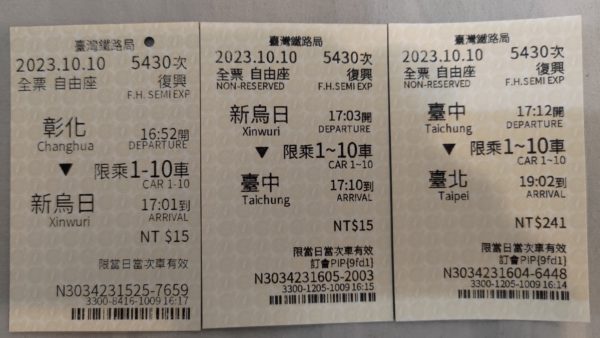 臺灣鐵路局
2023.10.10 5430次
全票 自由座 復興
F.H.SEMI EXP
彰化 16:52開
Changhua DEPARTURE
▼ 限乘1-10車
CAR 1-10
新烏日 17:01到
Xinwuri ARRIVAL
NT $15
限當日當次車有效
N3034231525-7659
3300-8416-1009 16:17
臺灣鐵路局
2023.10.10 5430次
全票 自由座 復興
NON-RESERVED F.H.SEMI EXP
新烏日 17:03開
Xinwuri DEPARTURE
▼ 限乘1~10車
CAR 1~10
臺中 17:10到
Taichung ARRIVAL
NT$15
限當日當次車有效
訂會PIP{9fd1}
N3034231605-2003
3300-1205-1009 16:15
臺灣鐵路局
2023.10.10 5430次
全票 自由座 復興
NON-RESERVED F.H.SEMI EXP
臺中 17:12開
Taichung DEPARTURE
▼ 限乘1~10車
CAR 1~10
臺北 19:02到
Taipei ARRIVAL
NT$241
限當日當次車有效
訂會PIP{9fd1}
N3034231604-6448
3300-1205-1009 16:14